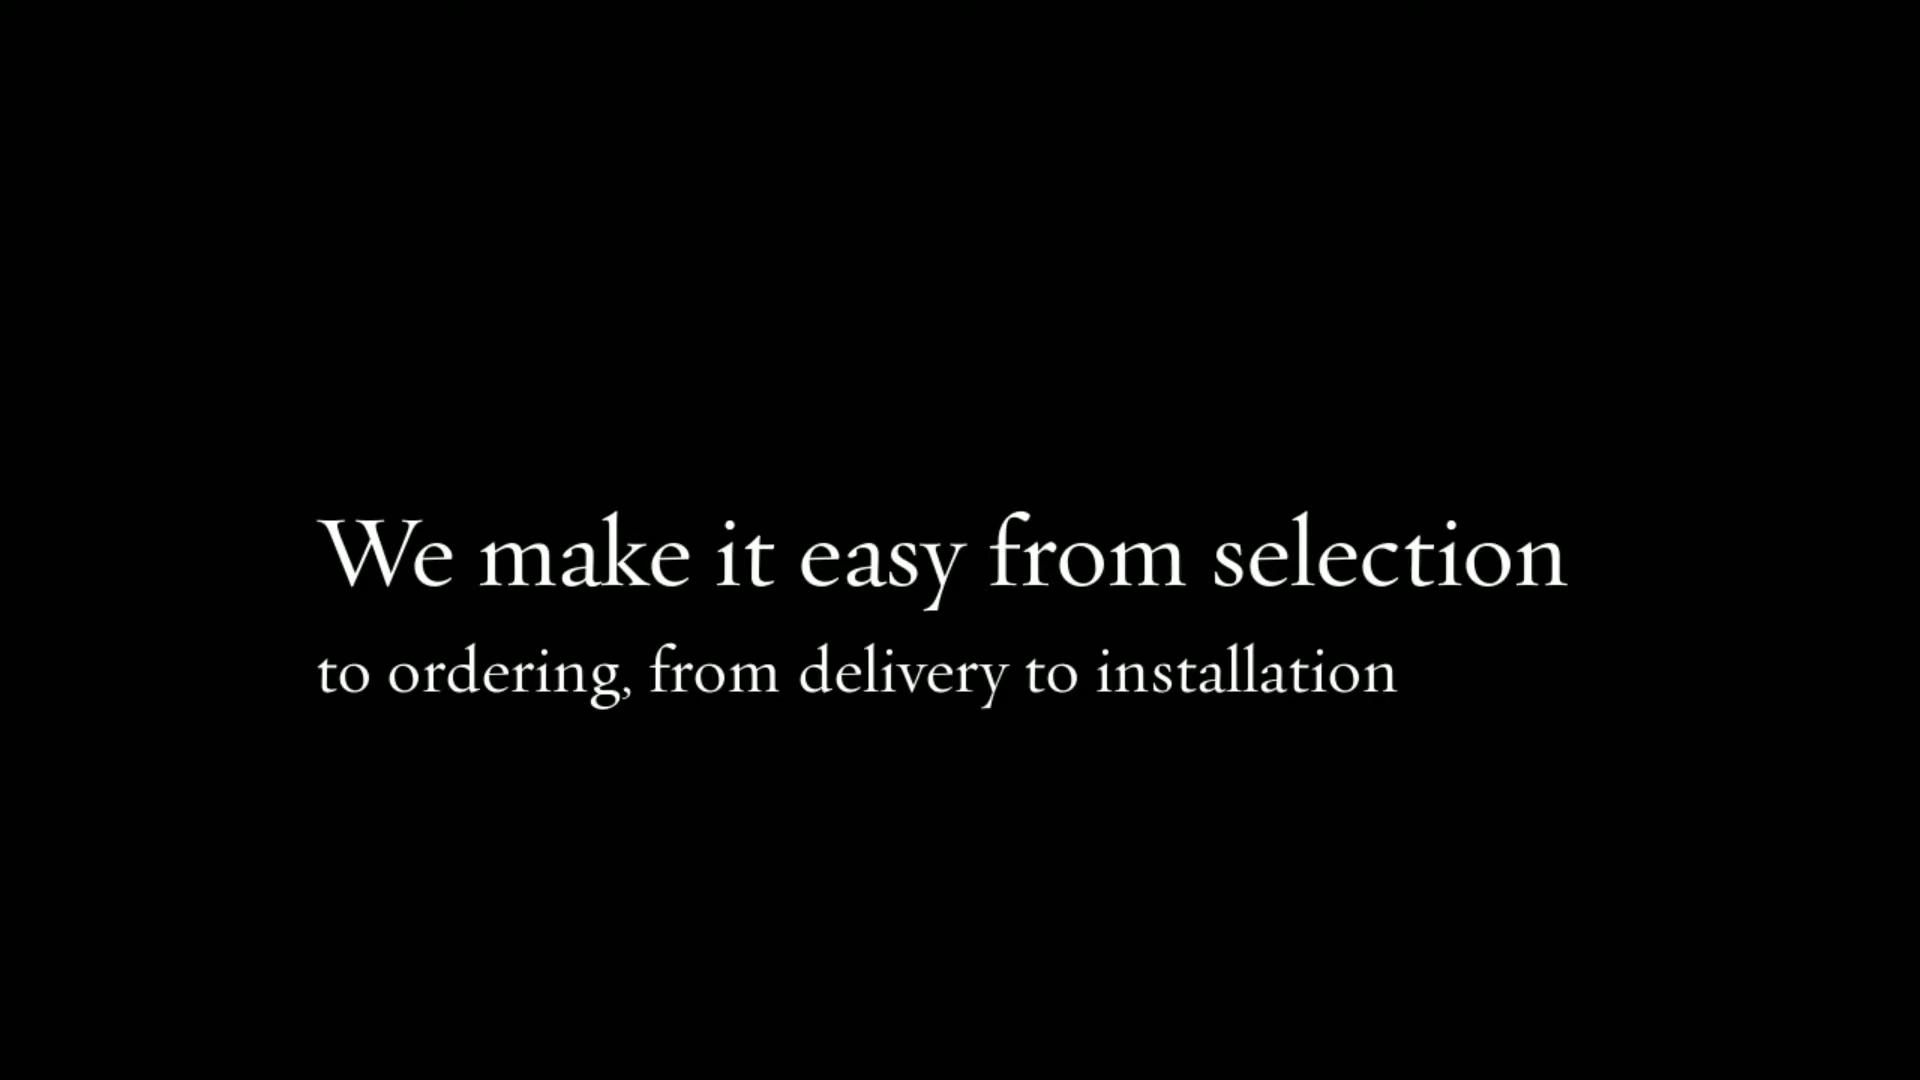 We make it easy from selection
to ordering, from delivery to installation